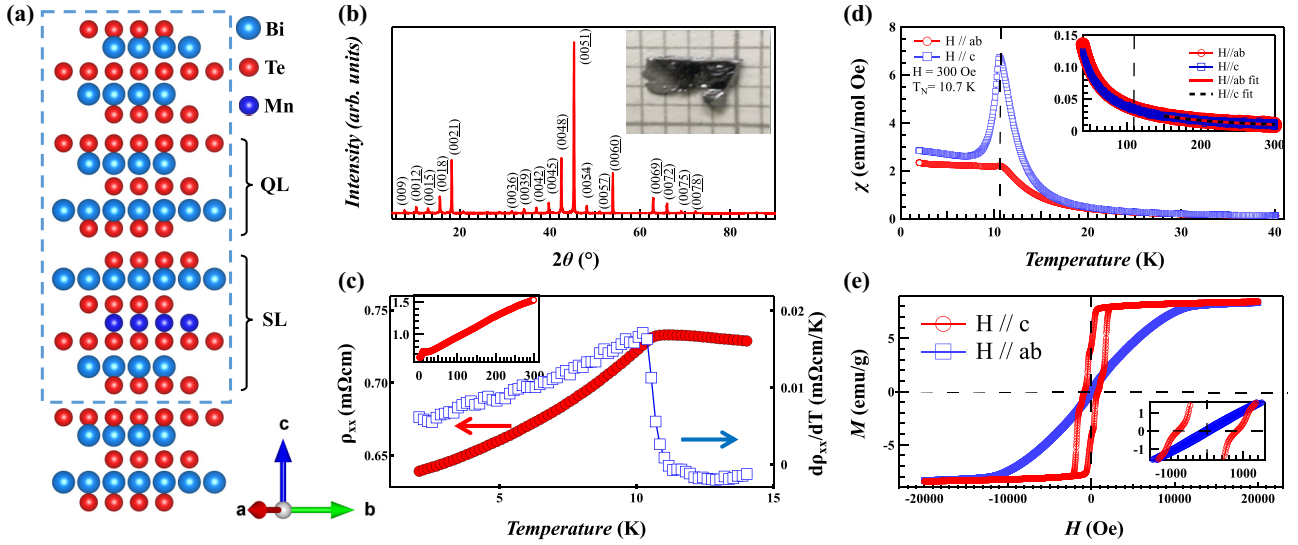 (a)
Bi
Te
Mn
QL
SL
c
a
b
(b)
Intensity (arb. units)
(009)
(0012)
(0015)
(0018)
(0021)
(0036)
(0039)
(0042)
(0045)
(0048)
(0051)
(0054)
(0057)
(0060)
(0069)
(0072)
(0075)
(0078)
20 40 60 80
2θ (°)
(c)
0.75
0.70
0.65
ρxx (mΩcm)
1.5
1.0
0 100 200 300
0.02
0.01
0
dρxx/dT (mΩcm/K)
5 10 15
Temperature (K)
(d)
6
4
2
0
χ (emu/mol Oe)
H // ab
H // c
H = 300 Oe
TN= 10.7 K
0.15
0.10
0.05
0
100 200 300
H//ab
H//c
H//ab fit
H//c fit
0 10 20 30 40
Temperature (K)
(e)
5
0
-5
M (emu/g)
H // c
H // ab
1
0
-1
-1000 0 1000
-20000 -10000 0 10000 20000
H (Oe)